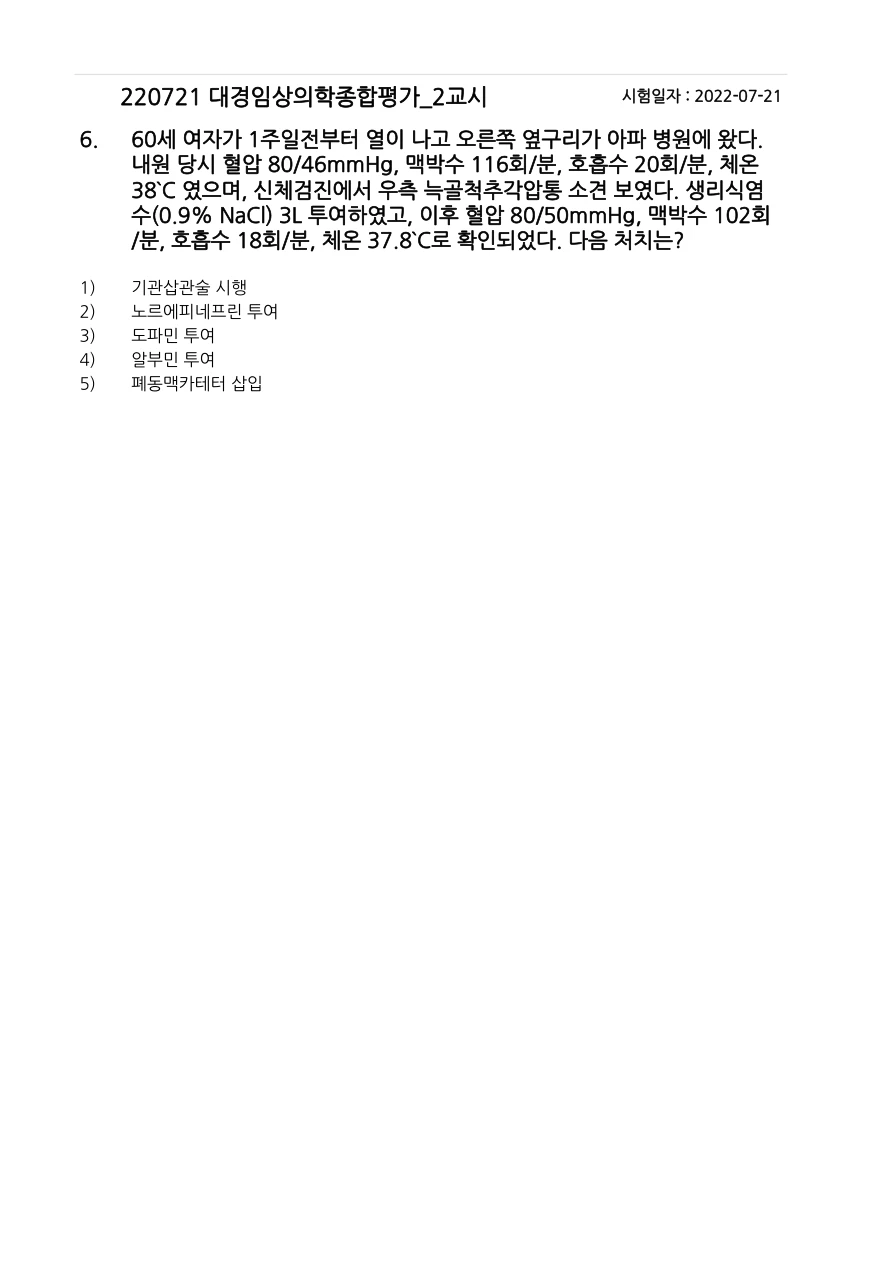 220721 대경임상의학종합평가_2교시 시험일자 : 2022-07-21
6. 60세 여자가 1주일전부터 열이 나고 오른쪽 옆구리가 아파 병원에 왔다.
내원 당시 혈압 80/46mmHg, 맥박수 116회/분, 호흡수 20회/분, 체온
38`C 였으며, 신체검진에서 우측 늑골척추각압통 소견 보였다. 생리식염
수(0.9% NaCl) 3L 투여하였고, 이후 혈압 80/50mmHg, 맥박수 102회
/분, 호흡수 18회/분, 체온 37.8`C로 확인되었다. 다음 처치는?
1) 기관삽관술 시행
2) 노르에피네프린 투여
3) 도파민 투여
4) 알부민 투여
5) 폐동맥카테터 삽입